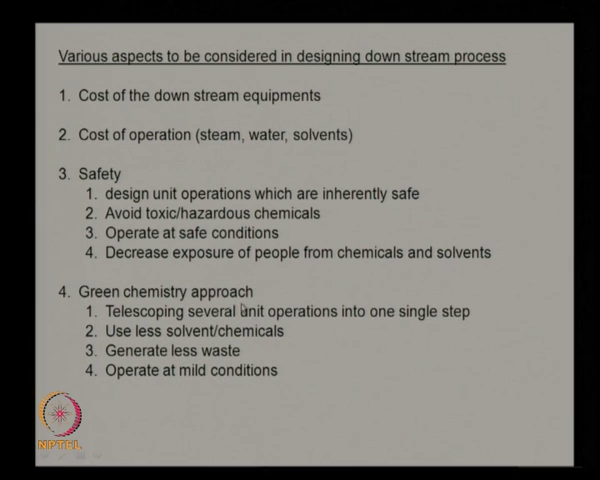 Various aspects to be considered in designing down stream process
1. Cost of the down stream equipments
2. Cost of operation (steam, water, solvents)
3. Safety
1. design unit operations which are inherently safe
2. Avoid toxic/hazardous chemicals
3. Operate at safe conditions
4. Decrease exposure of people from chemicals and solvents
4. Green chemistry approach
1. Telescoping several unit operations into one single step
2. Use less solvent/chemicals
3. Generate less waste
4. Operate at mild conditions
NPTEL